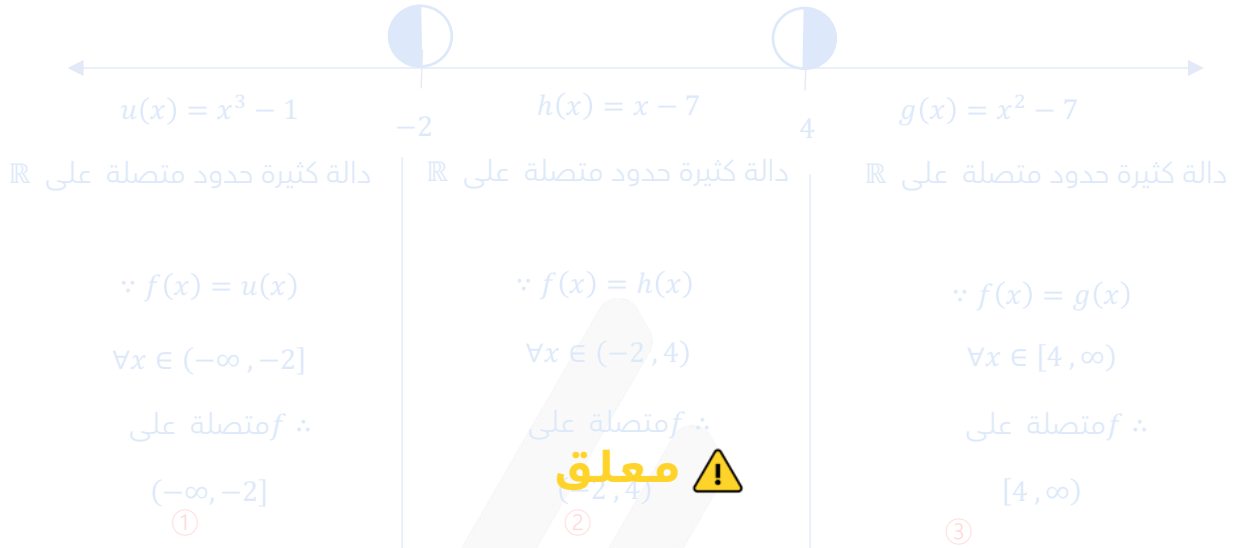 u(x) = x³ − 1
−2
h(x) = x − 7
4
g(x) = x² − 7
دالة كثيرة حدود متصلة على ℝ
دالة كثيرة حدود متصلة على ℝ
دالة كثيرة حدود متصلة على ℝ
∵ f(x) = u(x)
∵ f(x) = h(x)
∵ f(x) = g(x)
∀x ∈ (−∞ , −2]
∀x ∈ (−2 , 4)
∀x ∈ [4 , ∞)
∴ f متصلة على
∴ f متصلة على
∴ f متصلة على
معلق
(−∞, −2]
(−2 , 4)
[4 , ∞)
①
②
③